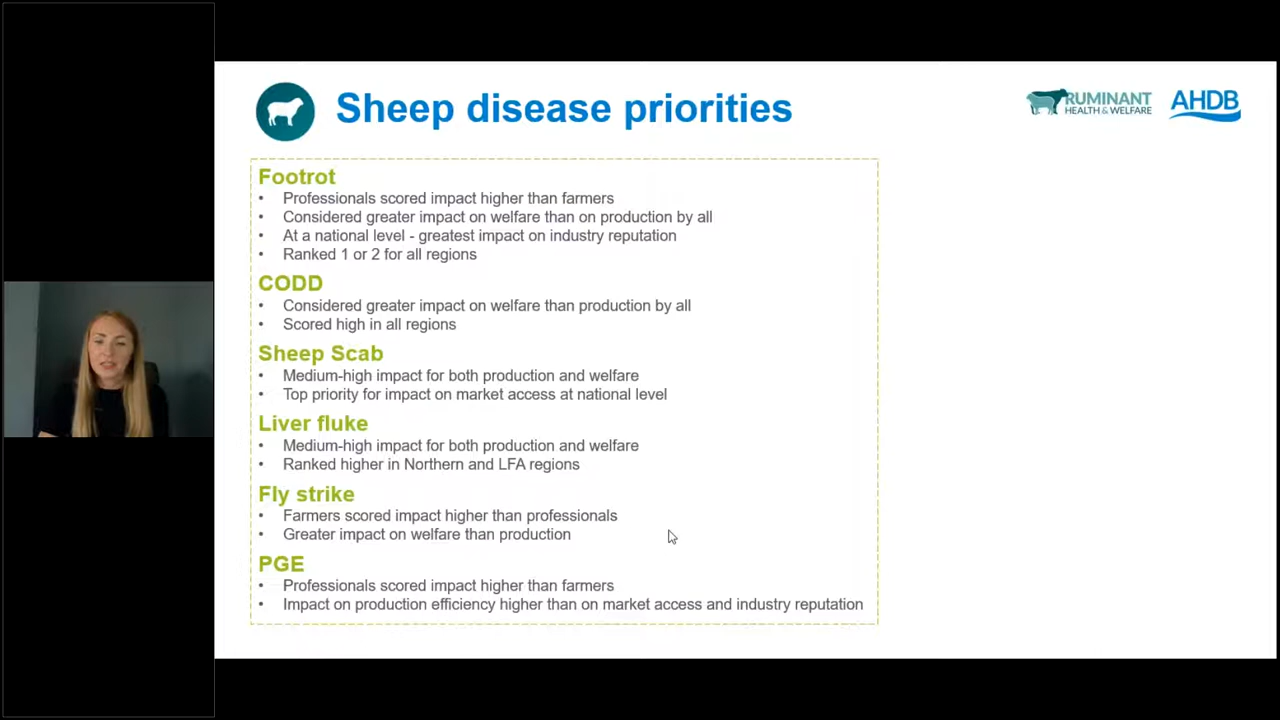 Sheep disease priorities
RUMINANT
HEALTH & WELFARE
AHDB
Footrot
• Professionals scored impact higher than farmers
• Considered greater impact on welfare than on production by all
• At a national level - greatest impact on industry reputation
• Ranked 1 or 2 for all regions
CODD
• Considered greater impact on welfare than production by all
• Scored high in all regions
Sheep Scab
• Medium-high impact for both production and welfare
• Top priority for impact on market access at national level
Liver fluke
• Medium-high impact for both production and welfare
• Ranked higher in Northern and LFA regions
Fly strike
• Farmers scored impact higher than professionals
• Greater impact on welfare than production
PGE
• Professionals scored impact higher than farmers
• Impact on production efficiency higher than on market access and industry reputation